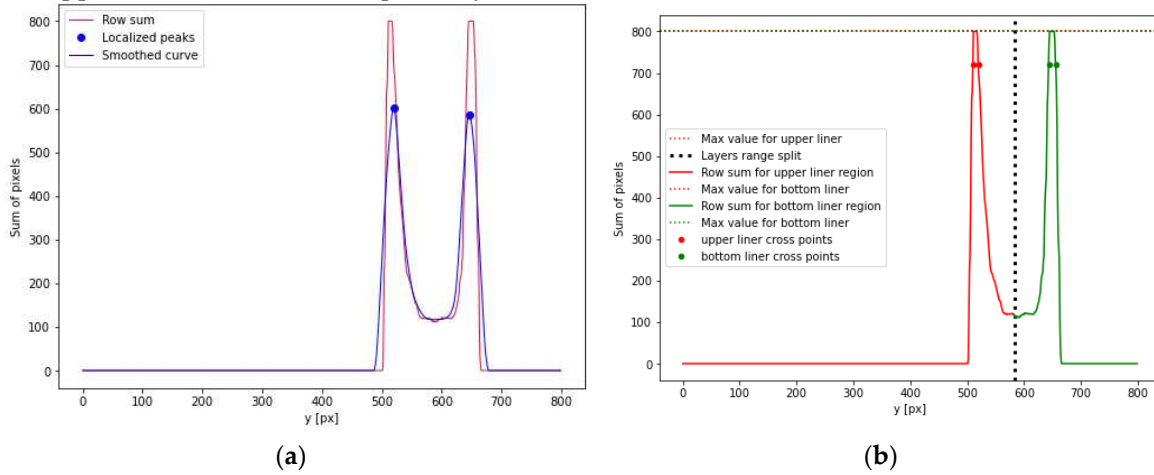 Row sum
Localized peaks
Smoothed curve
800
700
600
500
400
300
200
100
0
Sum of pixels
0 100 200 300 400 500 600 700 800
y [px]
(a)
800
700
600
500
400
300
200
100
0
Sum of pixels
Max value for upper liner
Layers range split
Row sum for upper liner region
Max value for bottom liner
Row sum for bottom liner region
Max value for bottom liner
upper liner cross points
bottom liner cross points
0 100 200 300 400 500 600 700 800
y [px]
(b)